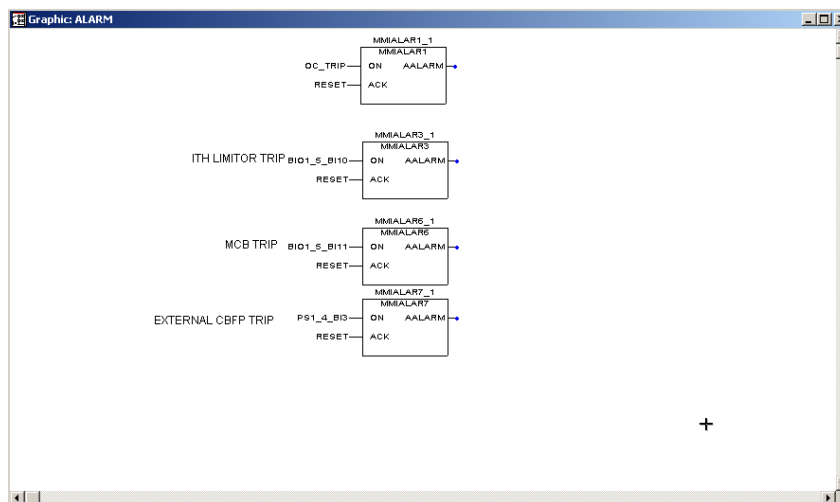 Graphic: ALARM
MMIALAR1_1
MMIALAR1
OC_TRIP ON AALARM
RESET ACK
MMIALAR3_1
MMIALAR3
ITH LIMITOR TRIP BIO1_5_BI10 ON AALARM
RESET ACK
MMIALAR6_1
MMIALAR6
MCB TRIP BIO1_5_BI11 ON AALARM
RESET ACK
MMIALAR7_1
MMIALAR7
EXTERNAL CBFP TRIP PS1_4_BI3 ON AALARM
RESET ACK